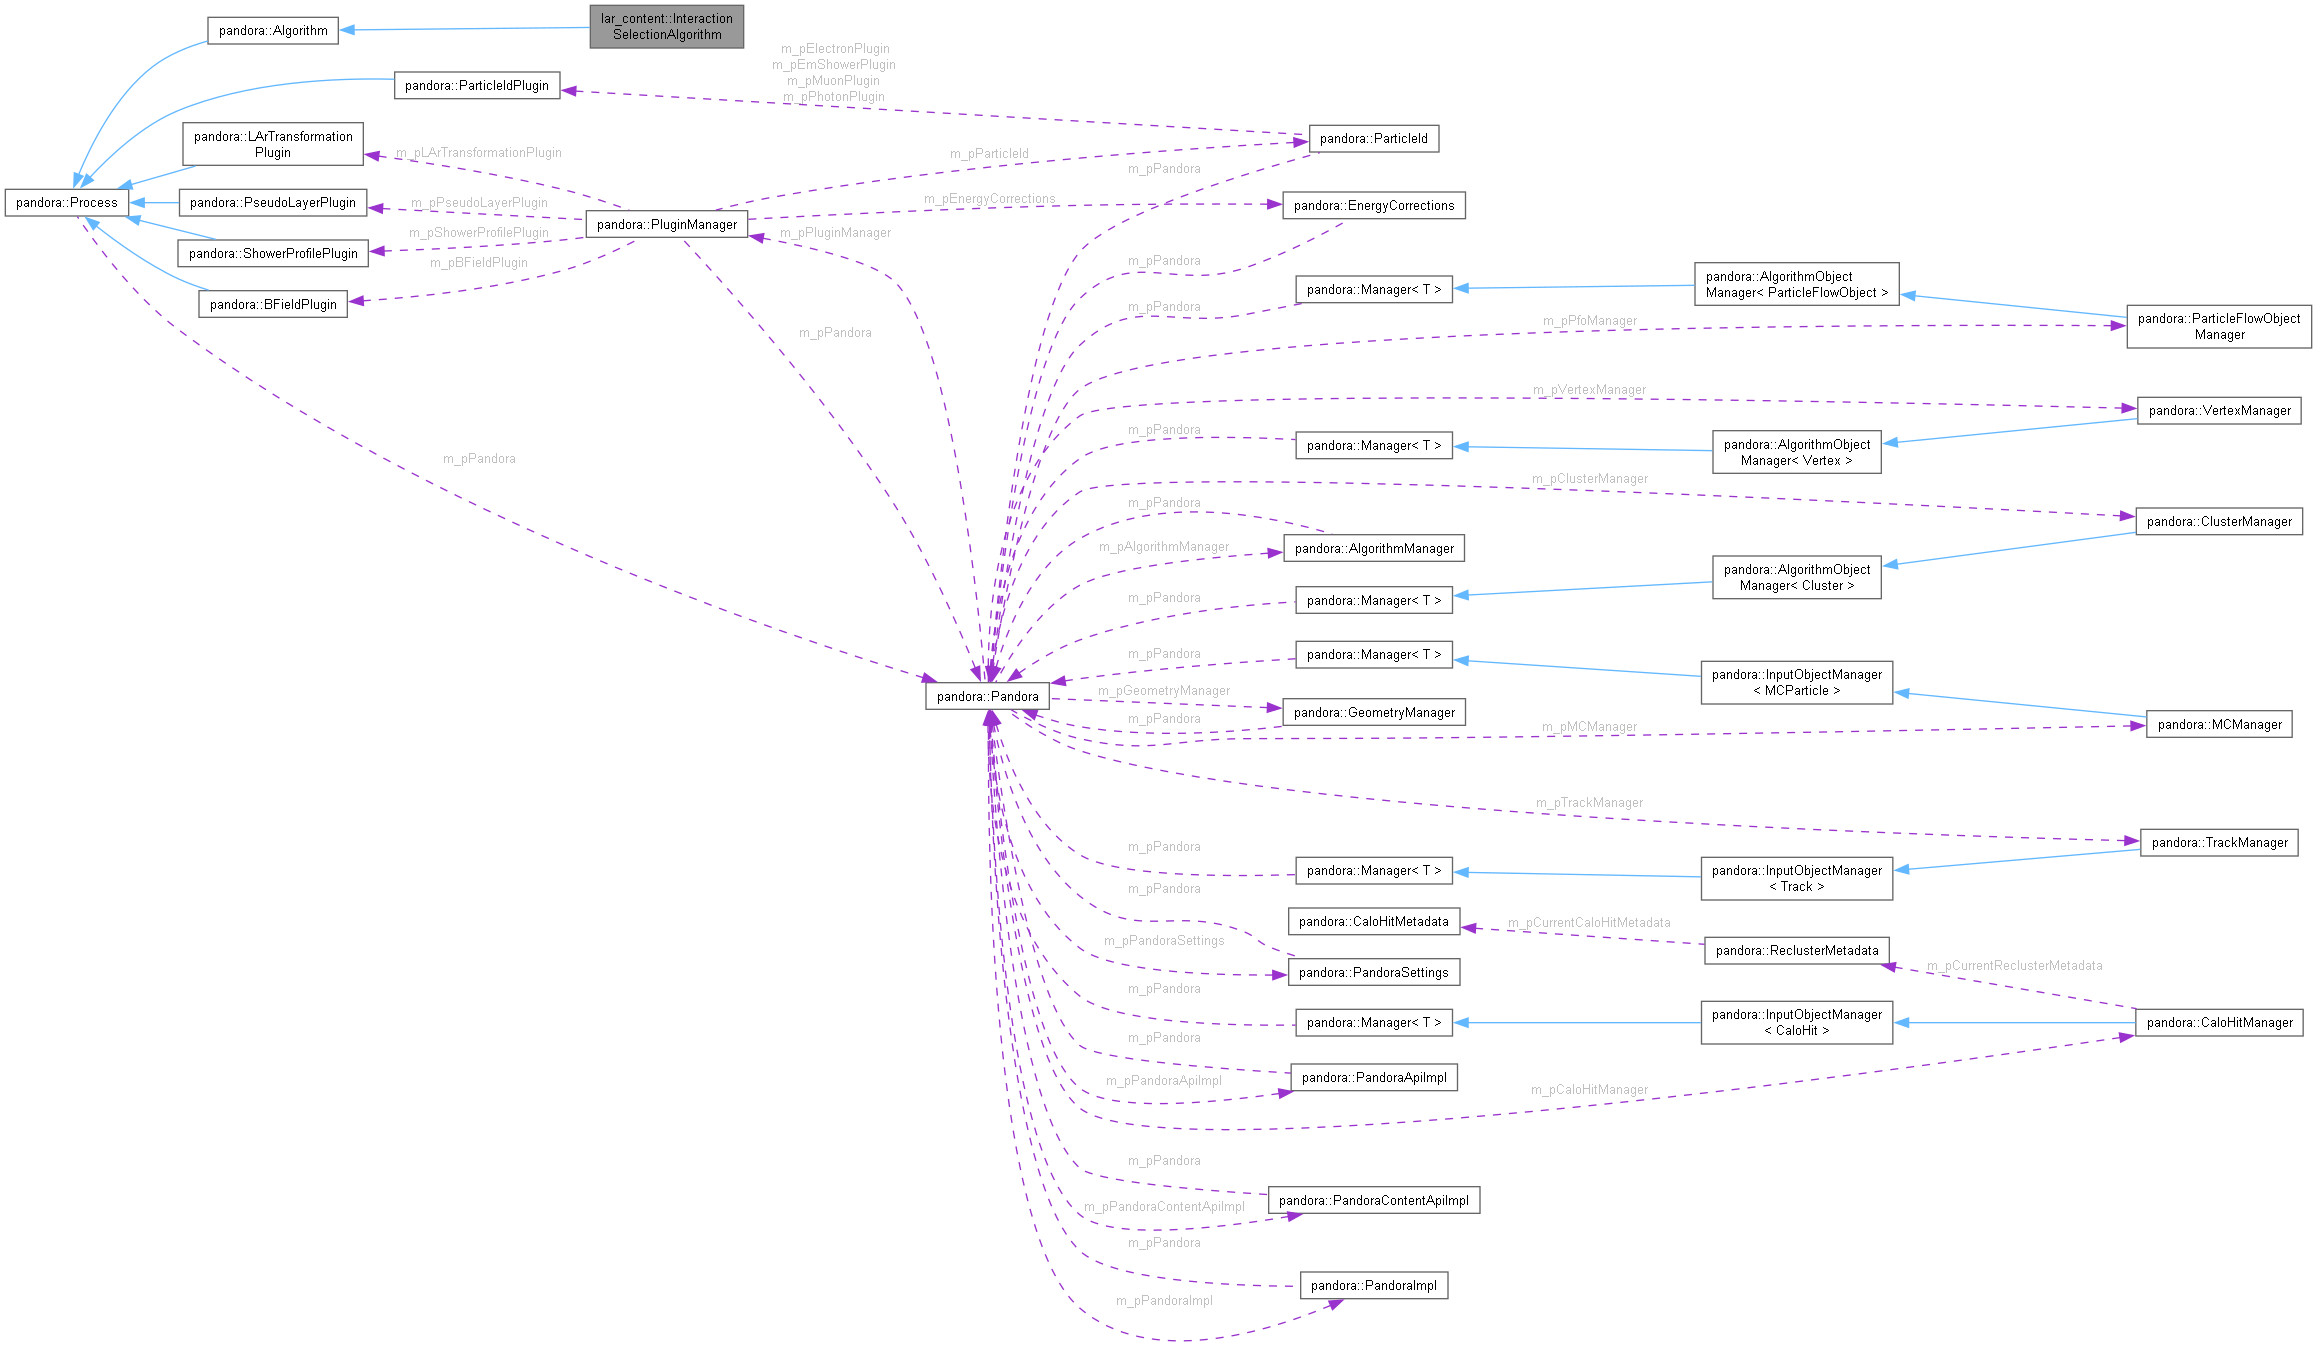 lar_content::Interaction
SelectionAlgorithm
pandora::Algorithm
m_pElectronPlugin
m_pEmShowerPlugin
m_pMuonPlugin
m_pPhotonPlugin
pandora::ParticleIdPlugin
pandora::LArTransformation
Plugin
m_pLArTransformationPlugin
m_pParticleId
pandora::ParticleId
m_pPandora
pandora::Process
pandora::PseudoLayerPlugin
m_pPseudoLayerPlugin
m_pEnergyCorrections
pandora::EnergyCorrections
pandora::PluginManager
m_pPluginManager
m_pShowerProfilePlugin
pandora::ShowerProfilePlugin
m_pBFieldPlugin
m_pPandora
pandora::BFieldPlugin
pandora::Manager< T >
pandora::AlgorithmObject
Manager< ParticleFlowObject >
m_pPandora
m_pPfoManager
pandora::ParticleFlowObject
Manager
m_pPandora
m_pVertexManager
pandora::VertexManager
m_pPandora
pandora::Manager< T >
pandora::AlgorithmObject
Manager< Vertex >
m_pPandora
m_pClusterManager
m_pPandora
pandora::ClusterManager
m_pAlgorithmManager
pandora::AlgorithmManager
pandora::AlgorithmObject
Manager< Cluster >
m_pPandora
pandora::Manager< T >
m_pPandora
pandora::Manager< T >
pandora::InputObjectManager
< MCParticle >
pandora::Pandora
m_pGeometryManager
pandora::GeometryManager
m_pPandora
m_pMCManager
pandora::MCManager
m_pTrackManager
pandora::TrackManager
m_pPandora
pandora::Manager< T >
pandora::InputObjectManager
< Track >
m_pPandora
pandora::CaloHitMetadata
m_pCurrentCaloHitMetadata
m_pPandoraSettings
pandora::ReclusterMetadata
m_pCurrentReclusterMetadata
pandora::PandoraSettings
m_pPandora
pandora::Manager< T >
pandora::InputObjectManager
< CaloHit >
pandora::CaloHitManager
m_pPandora
pandora::PandoraApiImpl
m_pPandoraApiImpl
m_pCaloHitManager
m_pPandora
pandora::PandoraContentApiImpl
m_pPandoraContentApiImpl
m_pPandora
pandora::PandoraImpl
m_pPandoraImpl